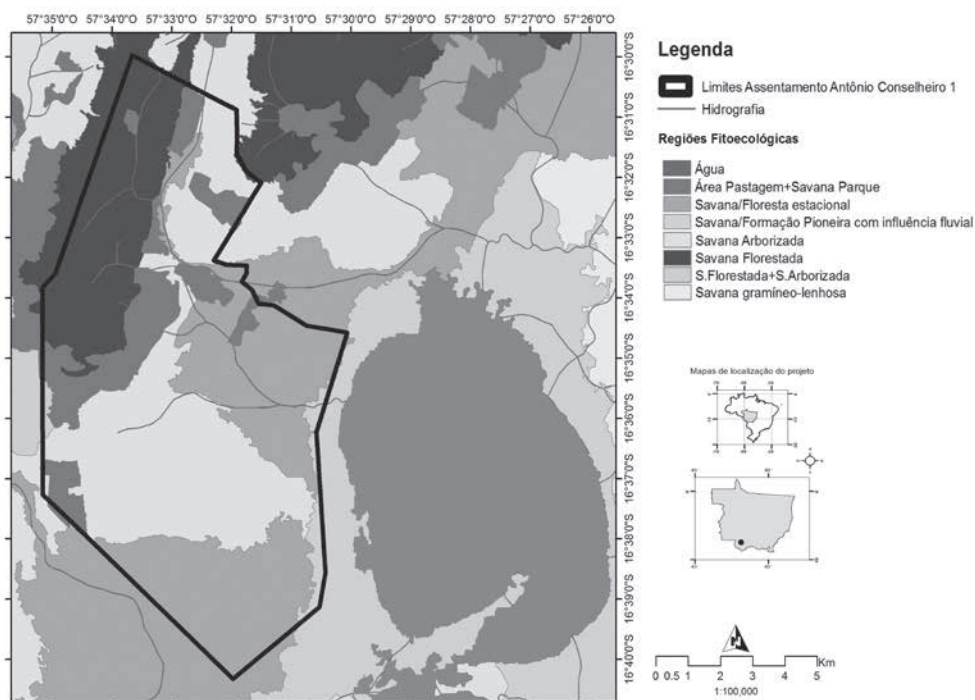 57°35'0"W 57°34'0"W 57°33'0"W 57°32'0"W 57°31'0"W 57°30'0"W 57°29'0"W 57°28'0"W 57°27'0"W 57°26'0"W
16°30'0"S
16°31'0"S
16°32'0"S
16°33'0"S
16°34'0"S
16°35'0"S
16°36'0"S
16°37'0"S
16°38'0"S
16°39'0"S
16°40'0"S
Legenda
Limites Assentamento Antônio Conselheiro 1
Hidrografia
Regiões Fitoecológicas
Água
Área Pastagem+Savana Parque
Savana/Floresta estacional
Savana/Formação Pioneira com influência fluvial
Savana Arborizada
Savana Florestada
S.Florestada+S.Arborizada
Savana gramíneo-lenhosa
Mapas de localização do projeto
N
0 0.5 1 2 3 4 5 Km
1:100,000